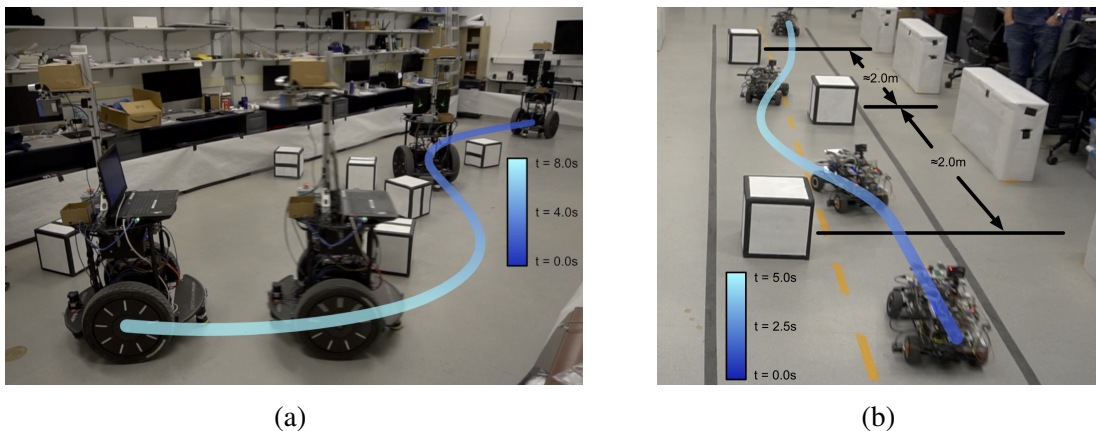 t = 8.0s
t = 4.0s
t = 0.0s
≈2.0m
≈2.0m
t = 5.0s
t = 2.5s
t = 0.0s
(a)
(b)